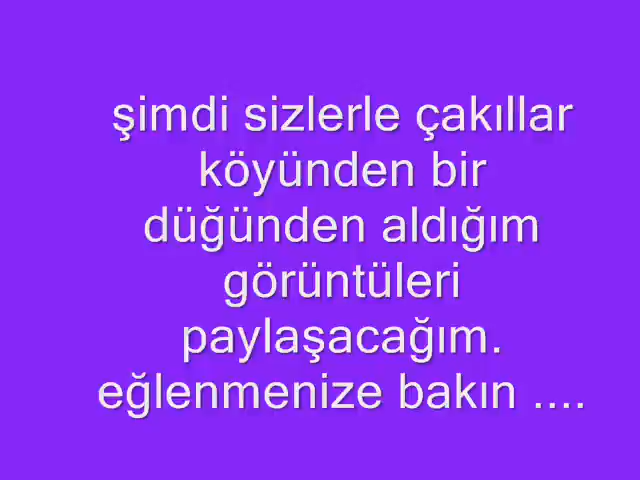 şimdi sizlerle çakıllar
köyünden bir
düğünden aldığım
görüntüleri
paylaşacağım.
eğlenmenize bakın ....